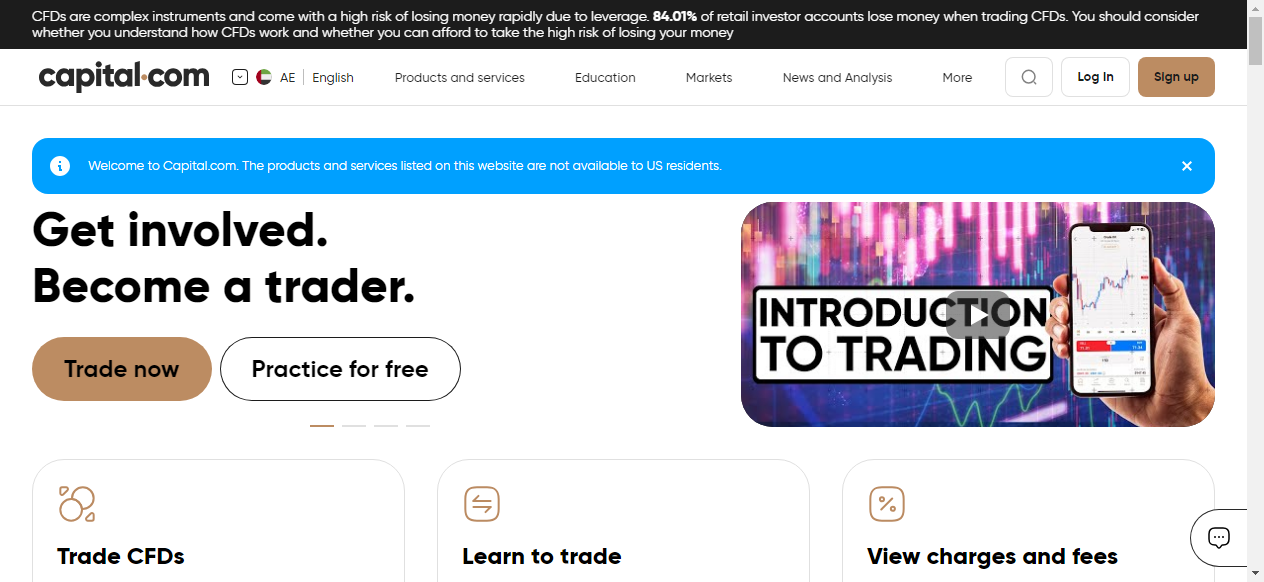 CFDs are complex instruments and come with a high risk of losing money rapidly due to leverage. 84.01% of retail investor accounts lose money when trading CFDs. You should consider
whether you understand how CFDs work and whether you can afford to take the high risk of losing your money
capital.com
AE
English
Products and services
Education
Markets
News and Analysis
More
Log In
Sign up
Welcome to Capital.com. The products and services listed on this website are not available to US residents.
Get involved.
Become a trader.
Trade now
Practice for free
INTRODUCTION
TO TRADING
Trade CFDs
Learn to trade
View charges and fees